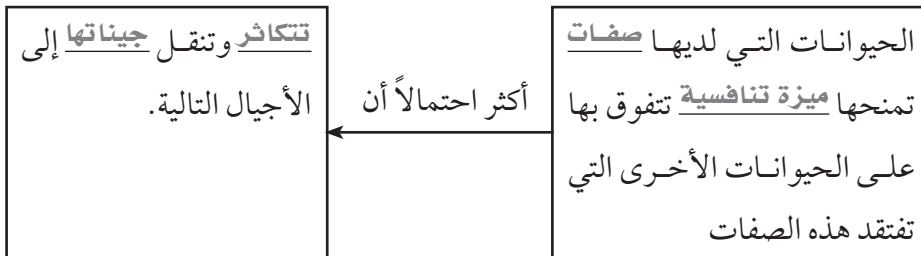 الحيوانات التي لديها صفات
تمنحها ميزة تنافسية تتفوق بها
على الحيوانات الأخرى التي
تفتقد هذه الصفات
أكثر احتمالاً أن
تتكاثر وتنقل جيناتها إلى
الأجيال التالية.